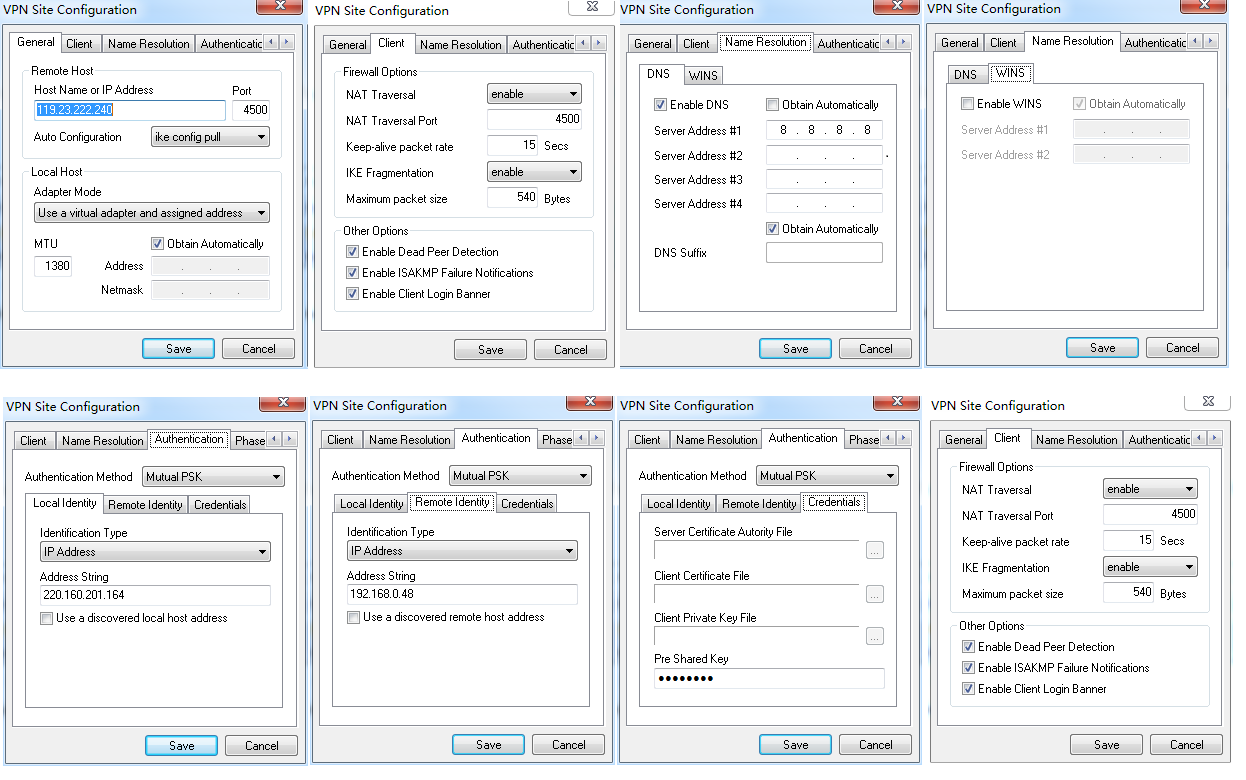 VPN Site Configuration
General Client Name Resolution Authenticatic
Remote Host
Host Name or IP Address Port
119.23.222.240 4500
Auto Configuration ike config pull
Local Host
Adapter Mode
Use a virtual adapter and assigned address
MTU Obtain Automatically
1380 Address . . .
Netmask . . .
Save Cancel
VPN Site Configuration
General Client Name Resolution Authenticatic
Firewall Options
NAT Traversal enable
NAT Traversal Port 4500
Keep-alive packet rate 15 Secs
IKE Fragmentation enable
Maximum packet size 540 Bytes
Other Options
Enable Dead Peer Detection
Enable ISAKMP Failure Notifications
Enable Client Login Banner
Save Cancel
VPN Site Configuration
General Client Name Resolution Authenticatic
DNS WINS
Enable DNS Obtain Automatically
Server Address #1 8 . 8 . 8 . 8
Server Address #2 . . .
Server Address #3 . . .
Server Address #4 . . .
Obtain Automatically
DNS Suffix
Save Cancel
VPN Site Configuration
General Client Name Resolution Authenticatic
DNS WINS
Enable WINS Obtain Automatically
Server Address #1 . . .
Server Address #2 . . .
Save Cancel
VPN Site Configuration
Client Name Resolution Authentication Phase
Authentication Method Mutual PSK
Local Identity Remote Identity Credentials
Identification Type
IP Address
Address String
220.160.201.164
Use a discovered local host address
Save Cancel
VPN Site Configuration
Client Name Resolution Authentication Phase
Authentication Method Mutual PSK
Local Identity Remote Identity Credentials
Identification Type
IP Address
Address String
192.168.0.48
Use a discovered remote host address
Save Cancel
VPN Site Configuration
Client Name Resolution Authentication Phase
Authentication Method Mutual PSK
Local Identity Remote Identity Credentials
Server Certificate Autority File
...
Client Certificate File
...
Client Private Key File
...
Pre Shared Key
●●●●●●●●
Save Cancel
VPN Site Configuration
General Client Name Resolution Authenticatic
Firewall Options
NAT Traversal enable
NAT Traversal Port 4500
Keep-alive packet rate 15 Secs
IKE Fragmentation enable
Maximum packet size 540 Bytes
Other Options
Enable Dead Peer Detection
Enable ISAKMP Failure Notifications
Enable Client Login Banner
Save Cancel